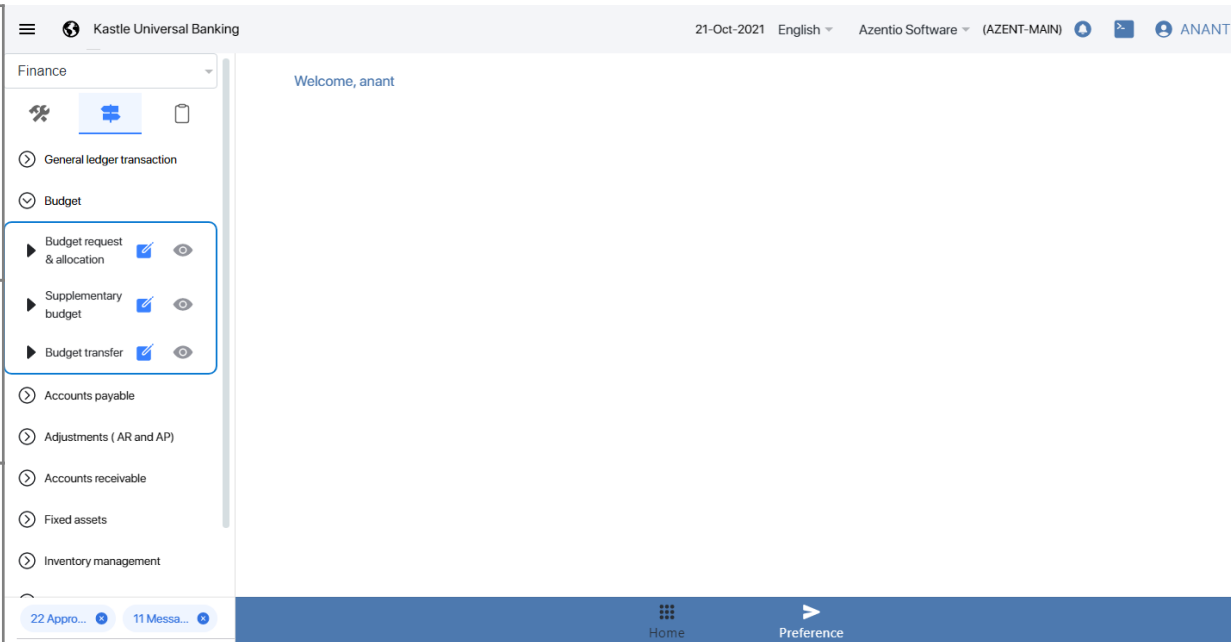 Kastle Universal Banking
21-Oct-2021 English Azentio Software (AZENT-MAIN) ANANT
Finance
Welcome, anant
General ledger transaction
Budget
Budget request
& allocation
Supplementary
budget
Budget transfer
Accounts payable
Adjustments ( AR and AP)
Accounts receivable
Fixed assets
Inventory management
22 Appro... 11 Messa...
Home Preference